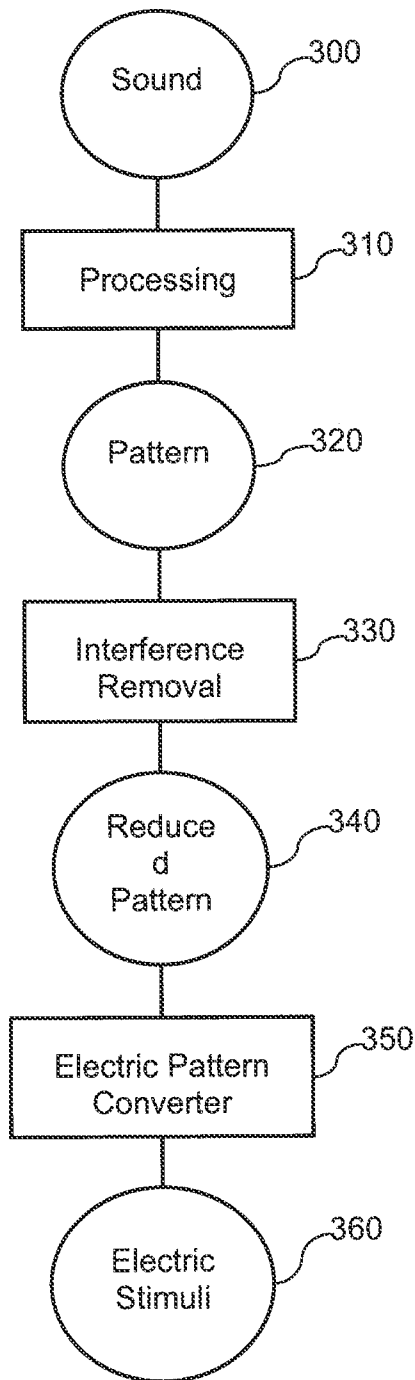 Sound
300
Processing
310
Pattern
320
Interference
Removal
330
Reduce
d
Pattern
340
Electric Pattern
Converter
350
Electric
Stimuli
360